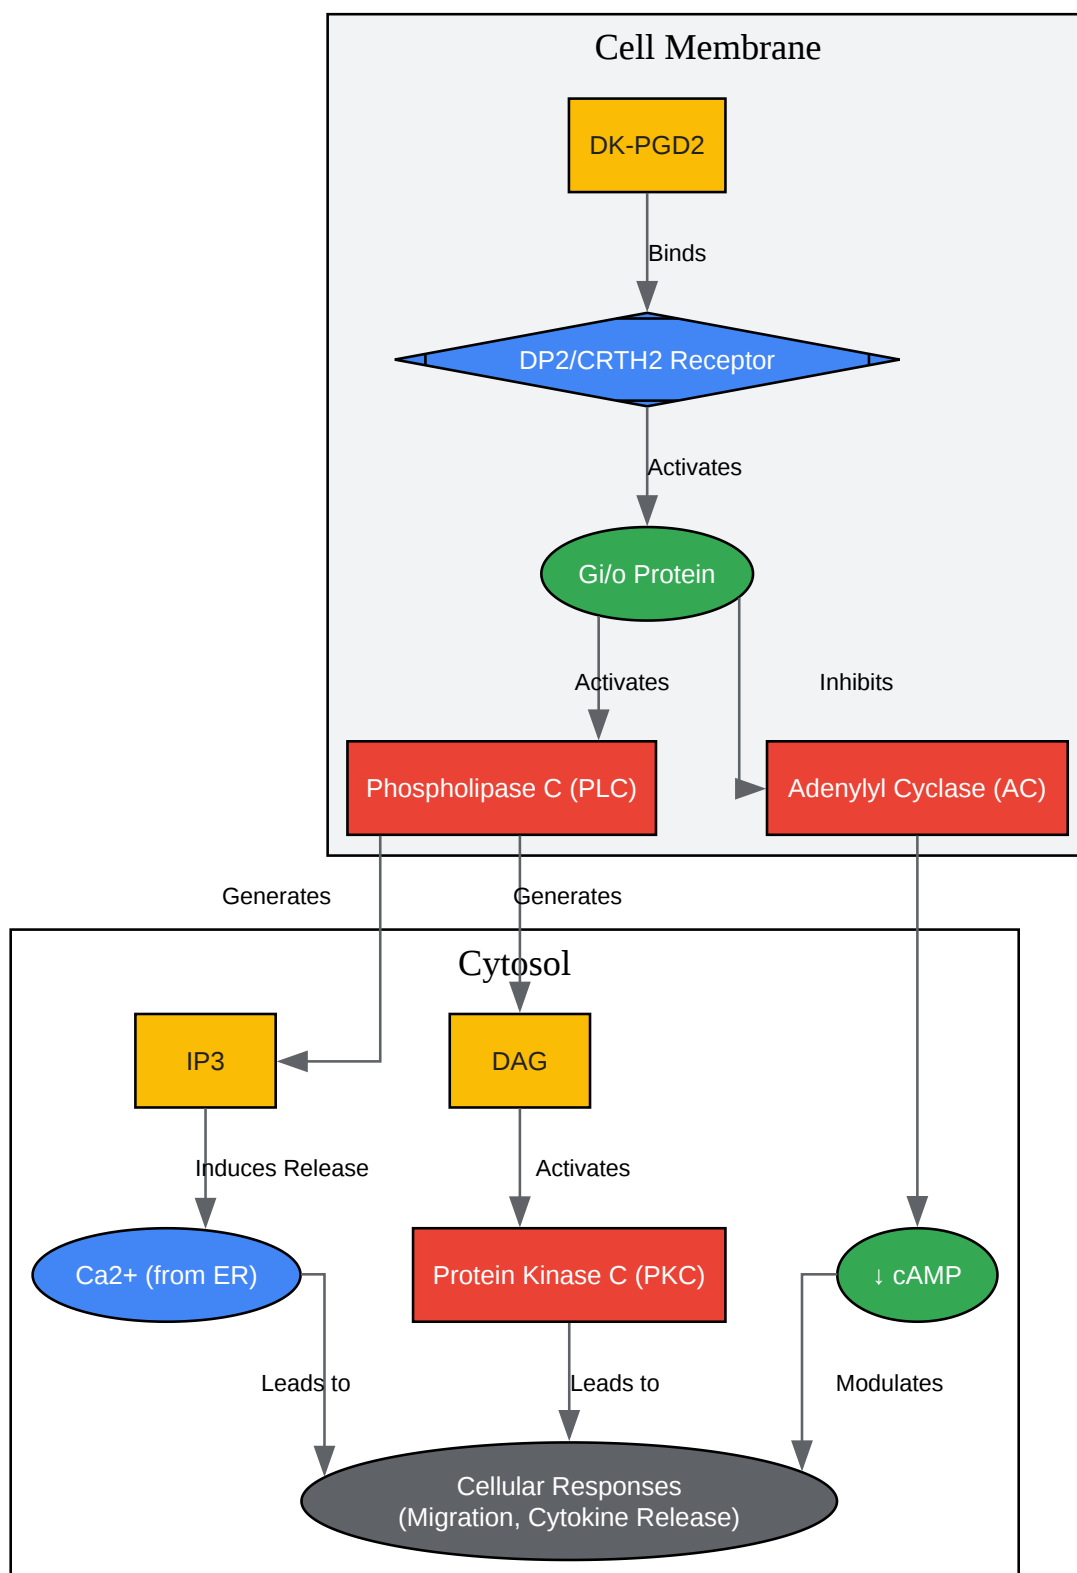 Cell Membrane
DK-PGD2
Binds
DP2/CRTH2 Receptor
Activates
Gi/o Protein
Activates
Inhibits
Phospholipase C (PLC)
Adenylyl Cyclase (AC)
Generates
Generates
Cytosol
IP3
DAG
Induces Release
Activates
Ca2+ (from ER)
Protein Kinase C (PKC)
↓ cAMP
Leads to
Leads to
Modulates
Cellular Responses
(Migration, Cytokine Release)